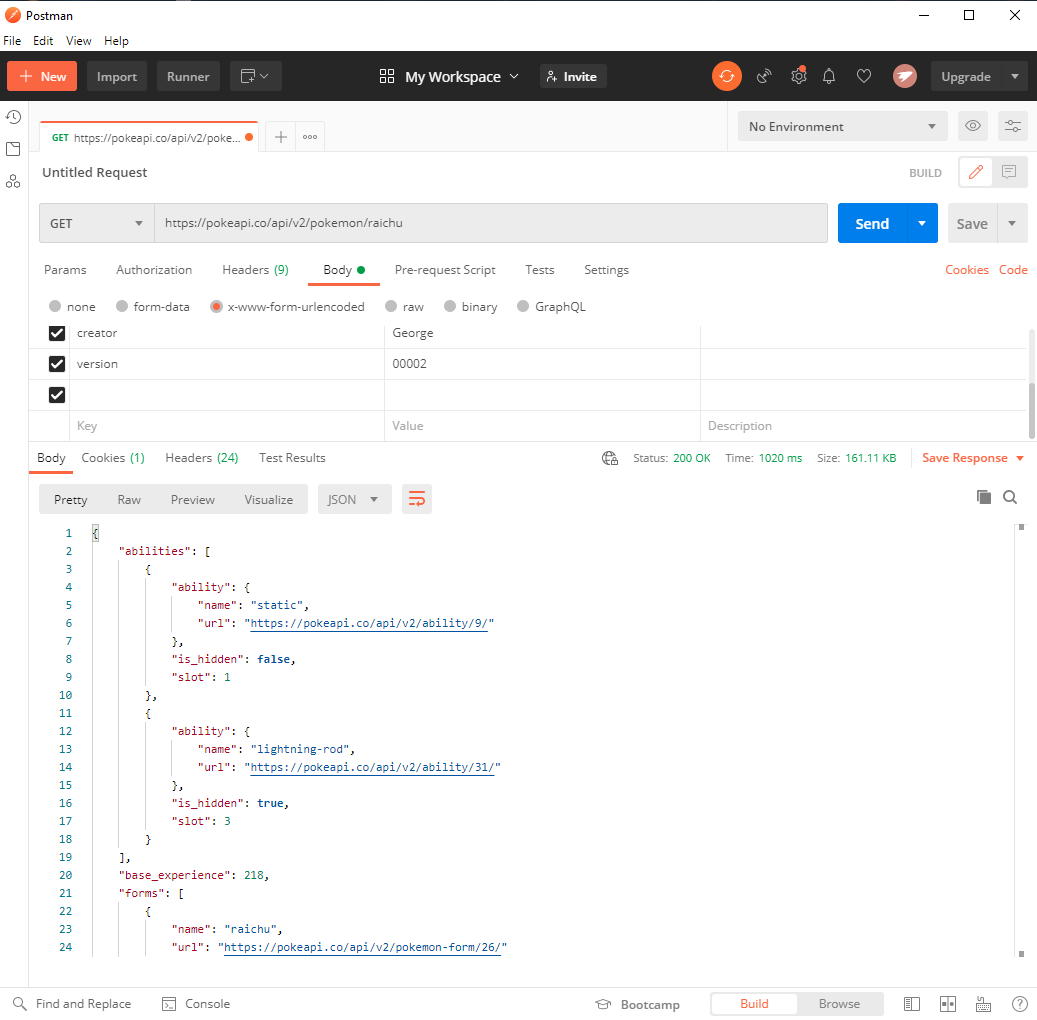 Postman
File Edit View Help
+ New Import Runner My Workspace Invite Upgrade
GET https://pokeapi.co/api/v2/poke... + ooo No Environment
Untitled Request BUILD
GET https://pokeapi.co/api/v2/pokemon/raichu Send Save
Params Authorization Headers (9) Body Pre-request Script Tests Settings Cookies Code
none form-data x-www-form-urlencoded raw binary GraphQL
creator George
version 00002
Key Value Description
Body Cookies (1) Headers (24) Test Results Status: 200 OK Time: 1020 ms Size: 161.11 KB Save Response
Pretty Raw Preview Visualize JSON
1 {
2 "abilities": [
3 {
4 "ability": {
5 "name": "static",
6 "url": "https://pokeapi.co/api/v2/ability/9/"
7 },
8 "is_hidden": false,
9 "slot": 1
10 },
11 {
12 "ability": {
13 "name": "lightning-rod",
14 "url": "https://pokeapi.co/api/v2/ability/31/"
15 },
16 "is_hidden": true,
17 "slot": 3
18 }
19 ],
20 "base_experience": 218,
21 "forms": [
22 {
23 "name": "raichu",
24 "url": "https://pokeapi.co/api/v2/pokemon-form/26/"
Find and Replace Console Bootcamp Build Browse